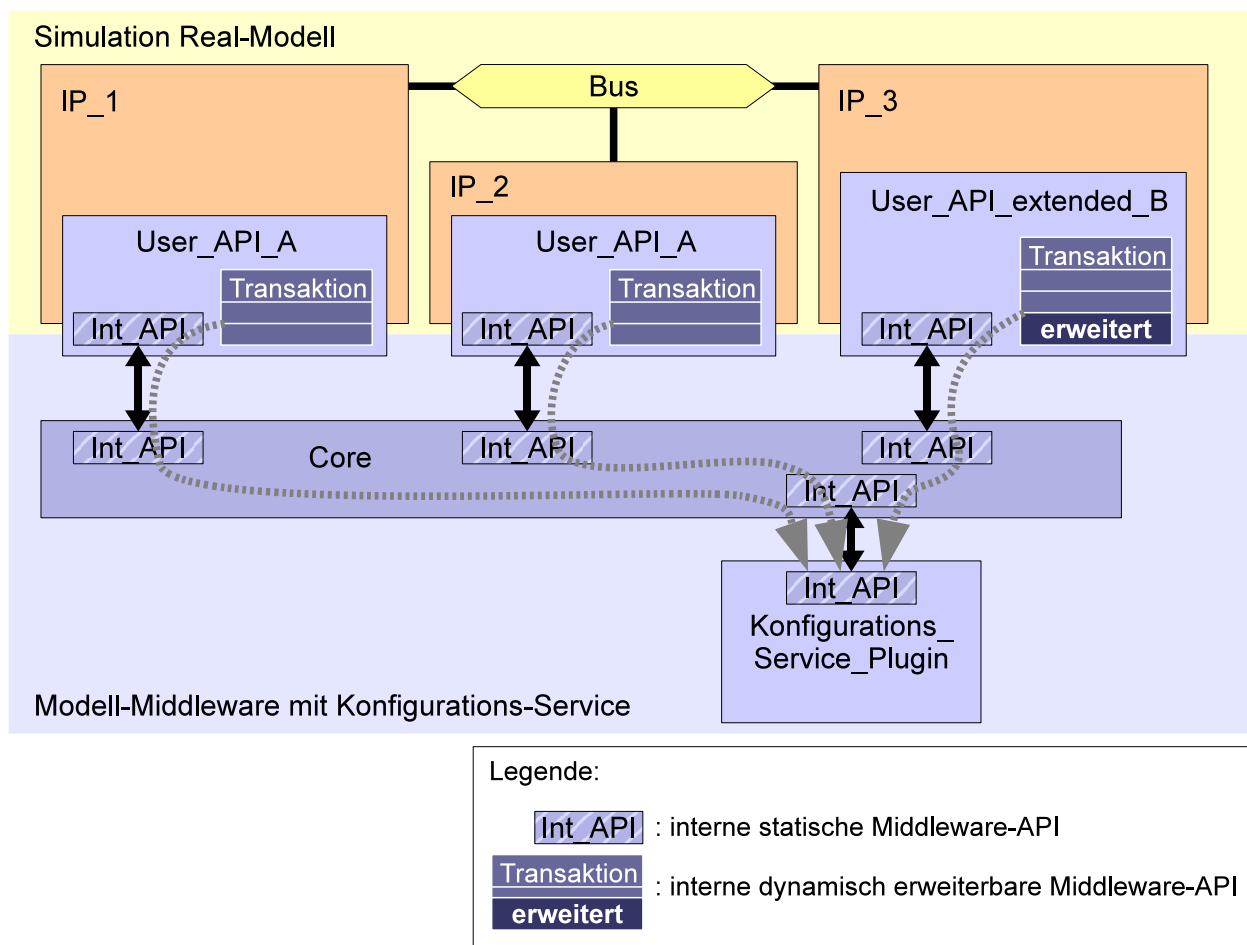 Simulation Real-Modell
Bus
IP_1
IP_3
IP_2
User_API_extended_B
User_API_A
User_API_A
Transaktion
Transaktion
Transaktion
Int_API
Int_API
Int_API
erweitert
Int_API
Core
Int_API
Int_API
Int_API
Int_API
Konfigurations_
Service_Plugin
Modell-Middleware mit Konfigurations-Service
Legende:
Int_API : interne statische Middleware-API
Transaktion
: interne dynamisch erweiterbare Middleware-API
erweitert